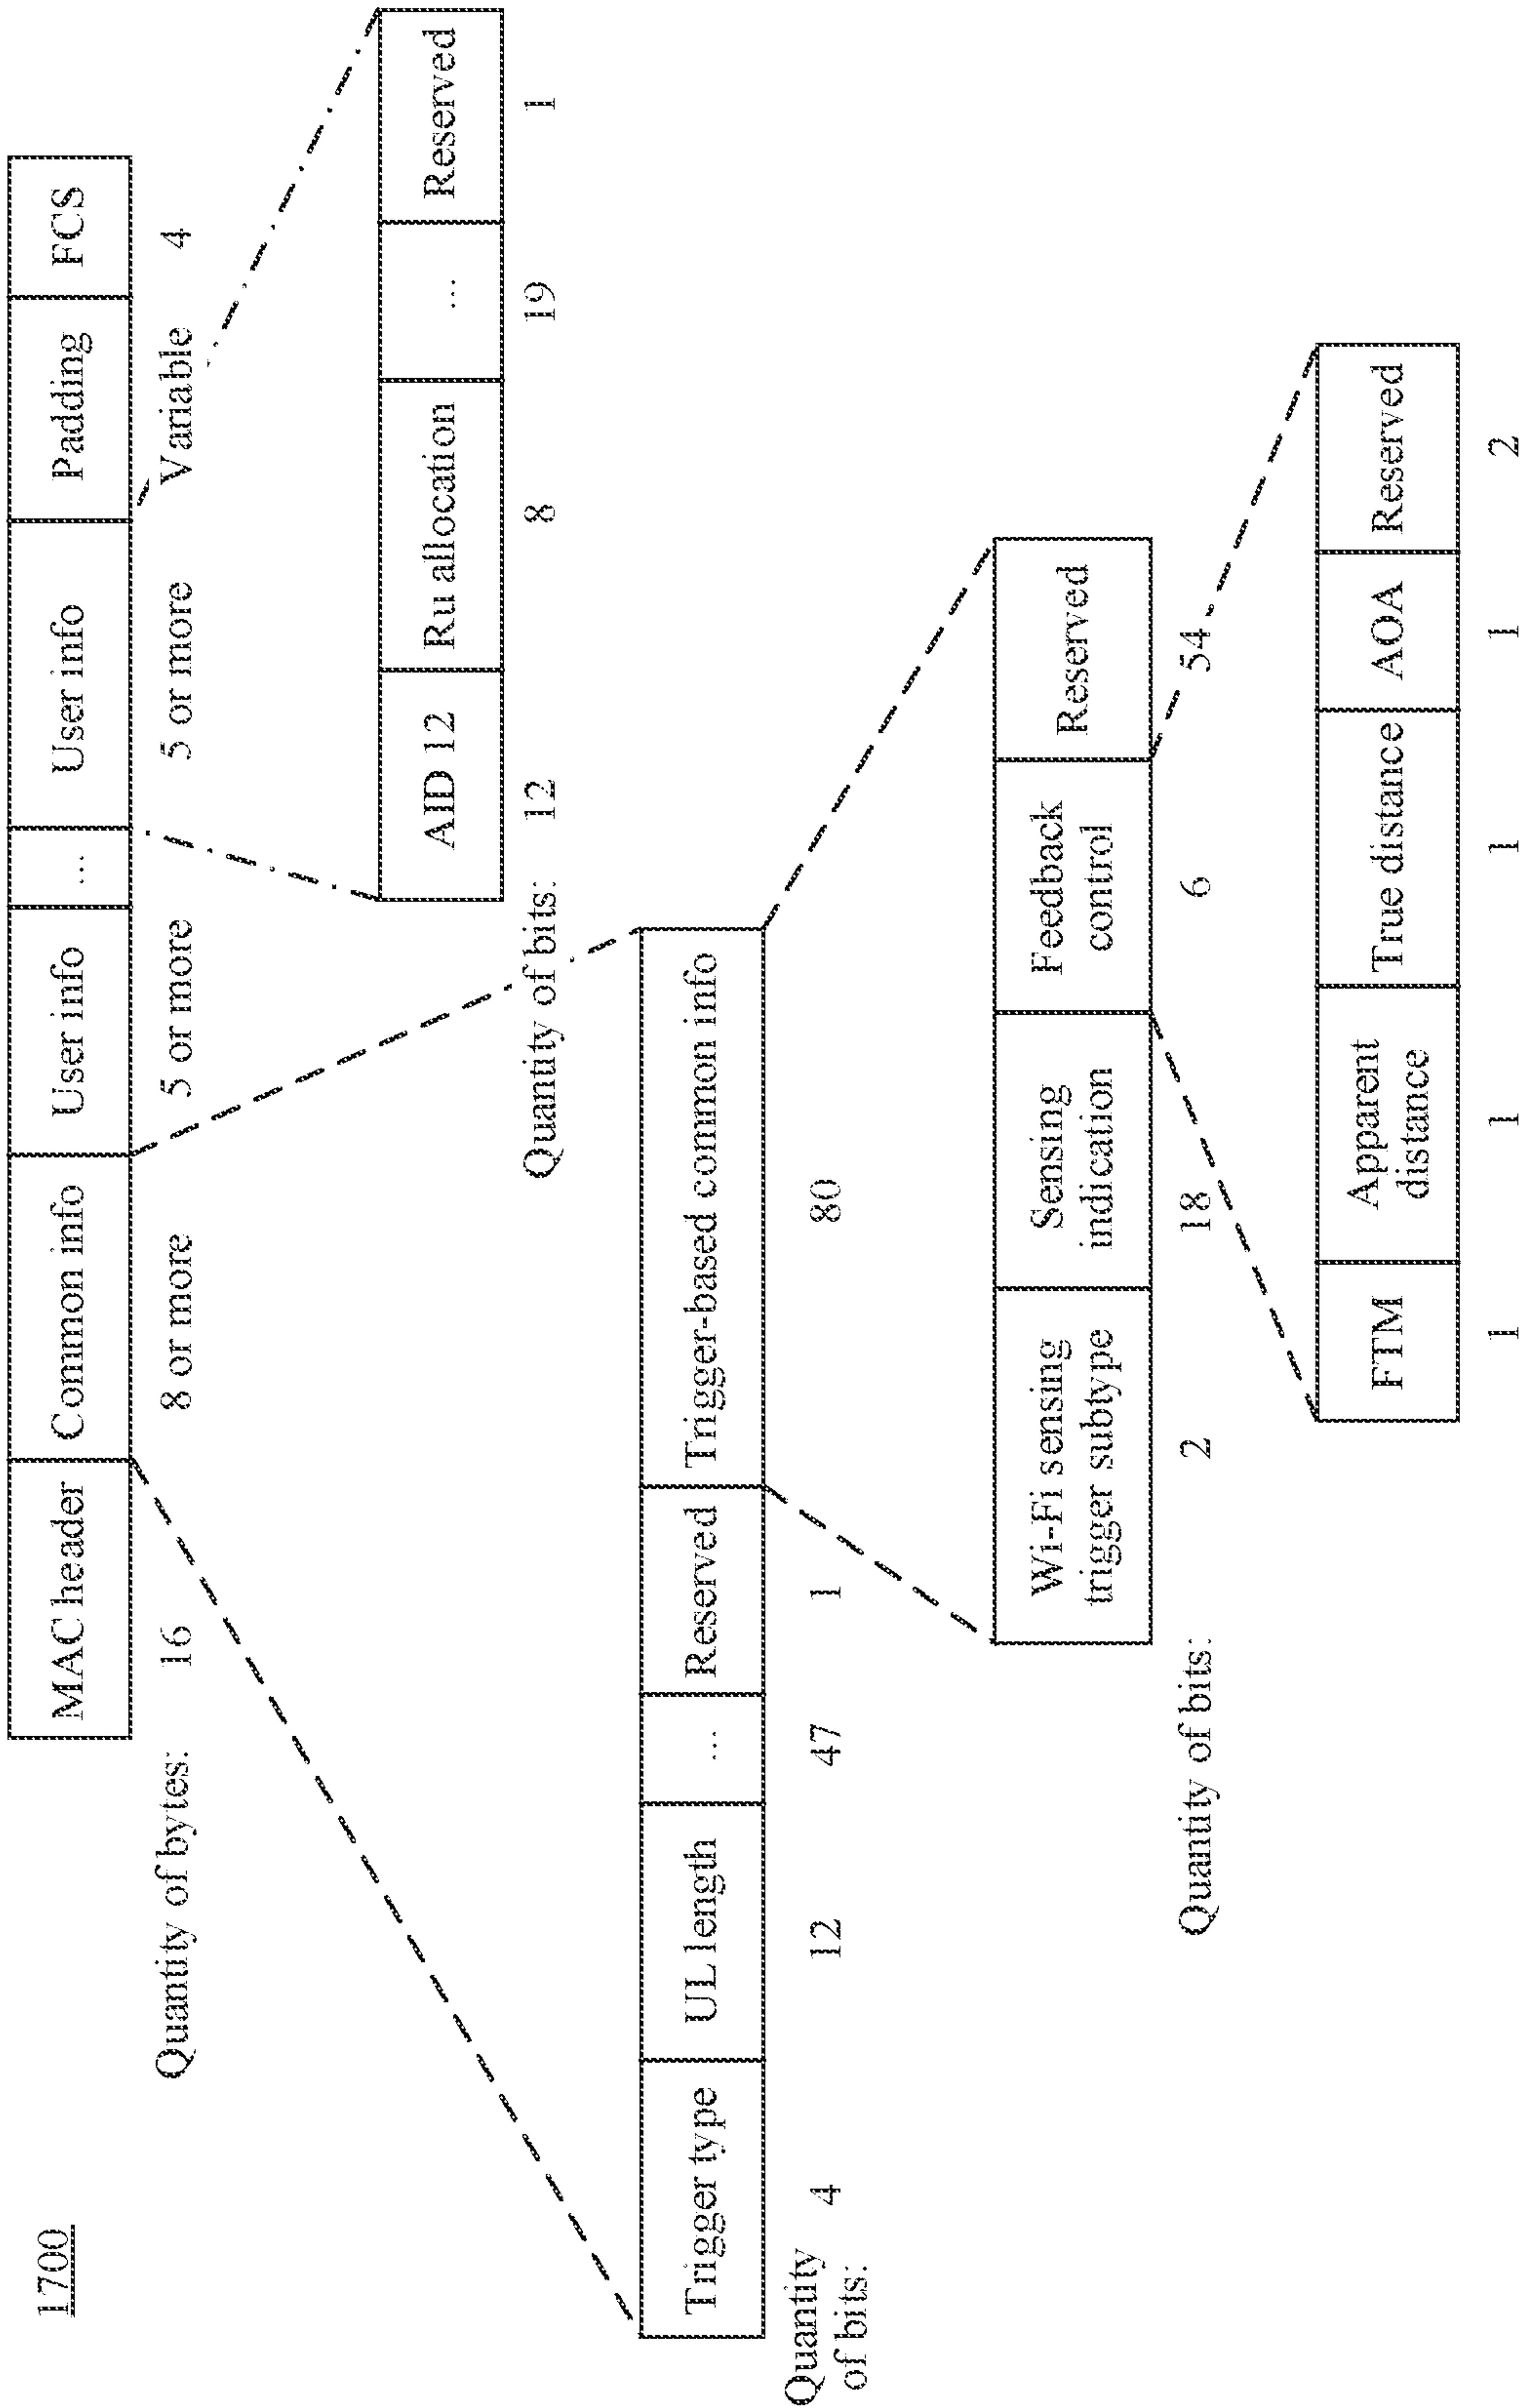 1700
MAC header Common info User info ... User info Padding FCS
Quantity of bytes: 16 8 or more 5 or more 5 or more Variable 4
AID 12 Ru allocation ... Reserved
Quantity of bits: 12 8 19 1
Trigger type UL length ... Reserved Trigger-based common info
Quantity
of bits: 4 12 47 1 80
Wi-Fi sensing
trigger subtype
Sensing
indication
Feedback
control
Reserved
Quantity of bits: 2 18 6 54
FTM
Apparent
distance
True distance AOA Reserved
1 1 1 1 2